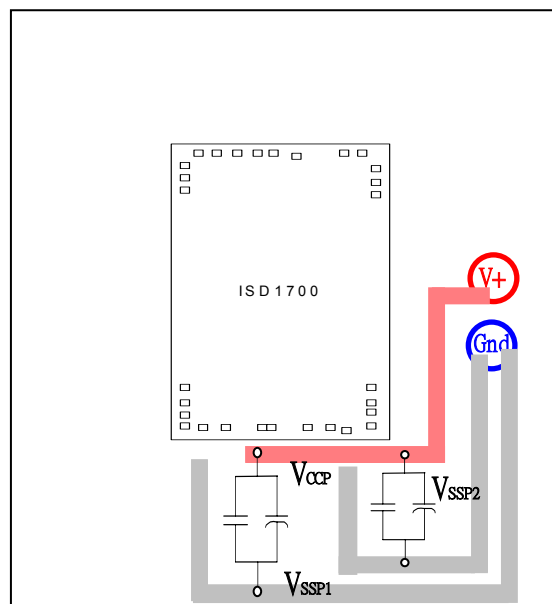 ISD1700
V+
Gnd
VCCP
VSSP2
VSSP1